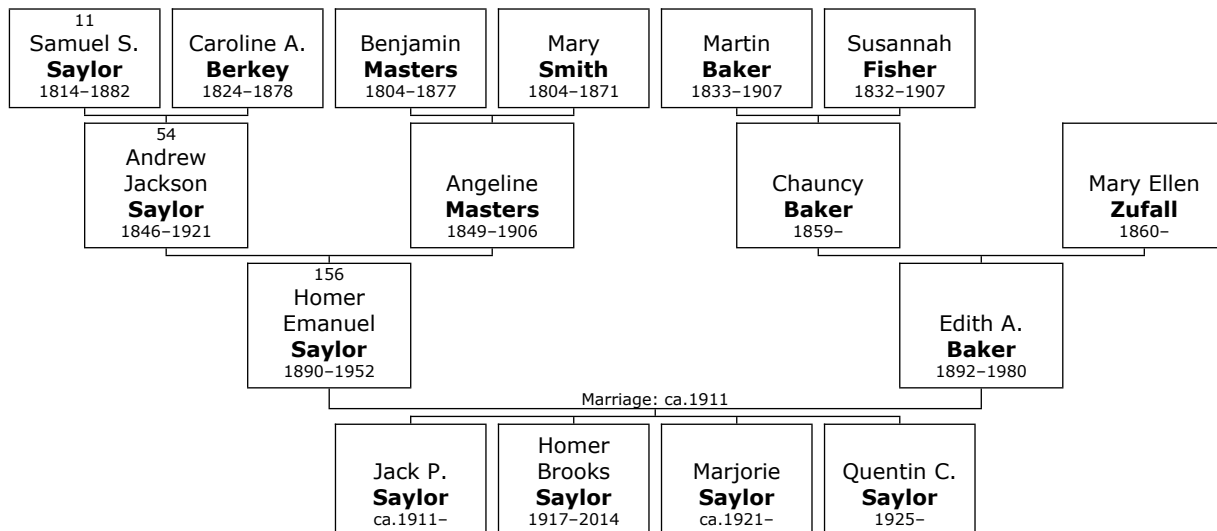 11
Samuel S.
Saylor
1814–1882
Caroline A.
Berkey
1824–1878
Benjamin
Masters
1804–1877
Mary
Smith
1804–1871
Martin
Baker
1833–1907
Susannah
Fisher
1832–1907
54
Andrew
Jackson
Saylor
1846–1921
Angeline
Masters
1849–1906
Chauncy
Baker
1859–
Mary Ellen
Zufall
1860–
156
Homer
Emanuel
Saylor
1890–1952
Edith A.
Baker
1892–1980
Marriage: ca.1911
Jack P.
Saylor
ca.1911–
Homer
Brooks
Saylor
1917–2014
Marjorie
Saylor
ca.1921–
Quentin C.
Saylor
1925–